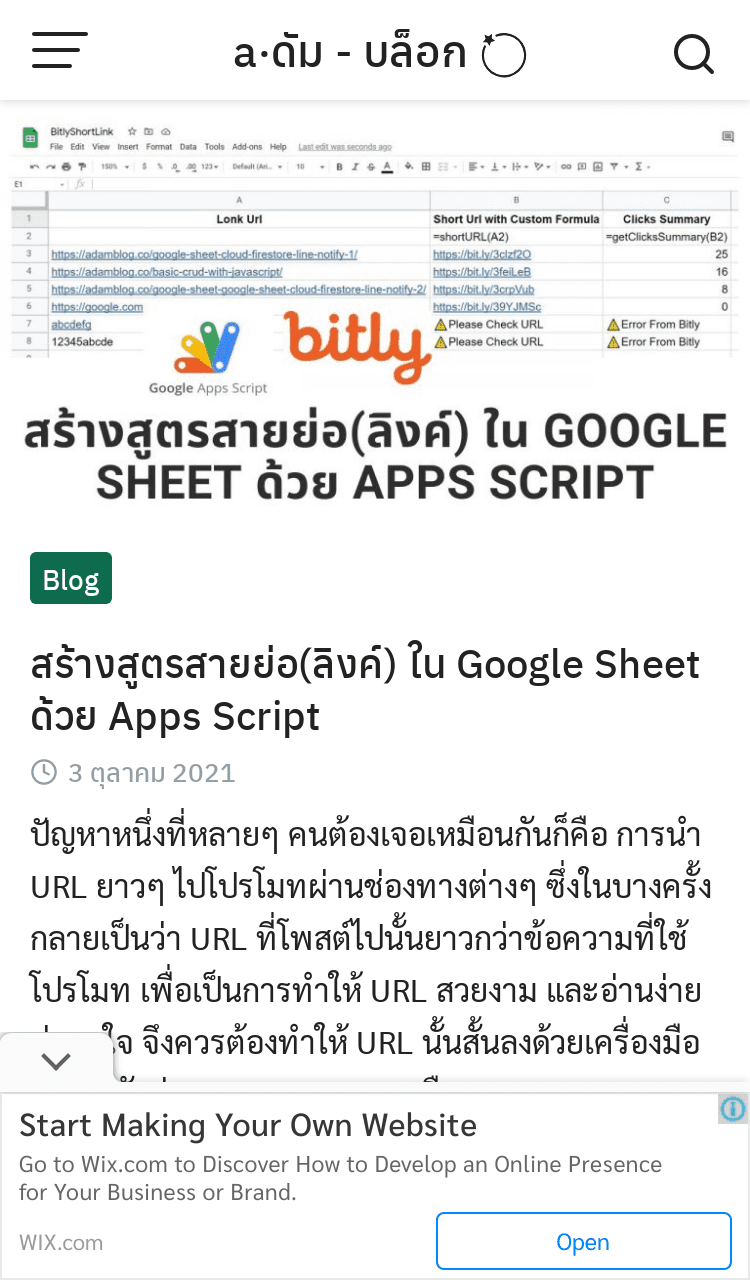 a·ดัม - บล็อก
BitlyShortLink
File Edit View Insert Format Data Tools Add-ons Help Last edit was seconds ago
150% $ % .0 .00 123 Default (Ari... 10 B I S A
E1 fx
A B C
1 Lonk Url Short Url with Custom Formula Clicks Summary
2 =shortURL(A2) =getClicksSummary(B2)
3 https://adamblog.co/google-sheet-cloud-firestore-line-notify-1/ https://bit.ly/3clzf2O 25
4 https://adamblog.co/basic-crud-with-javascript/ https://bit.ly/3feiLeB 16
5 https://adamblog.co/google-sheet-google-sheet-cloud-firestore-line-notify-2/ https://bit.ly/3crpVub 8
6 https://google.com https://bit.ly/39YJMSc 0
7 abcdefg Please Check URL Error From Bitly
8 12345abcde Please Check URL Error From Bitly
bitly
Google Apps Script
สร้างสูตรสายย่อ(ลิงค์) ใน GOOGLE
SHEET ด้วย APPS SCRIPT
Blog
สร้างสูตรสายย่อ(ลิงค์) ใน Google Sheet
ด้วย Apps Script
3 ตุลาคม 2021
ปัญหาหนึ่งที่หลายๆ คนต้องเจอเหมือนกันก็คือ การนำ
URL ยาวๆ ไปโปรโมทผ่านช่องทางต่างๆ ซึ่งในบางครั้ง
กลายเป็นว่า URL ที่โพสต์ไปนั้นยาวกว่าข้อความที่ใช้
โปรโมท เพื่อเป็นการทำให้ URL สวยงาม และอ่านง่าย
จึงควรต้องทำให้ URL นั้นสั้นลงด้วยเครื่องมือ
Start Making Your Own Website
Go to Wix.com to Discover How to Develop an Online Presence
for Your Business or Brand.
WIX.com
Open